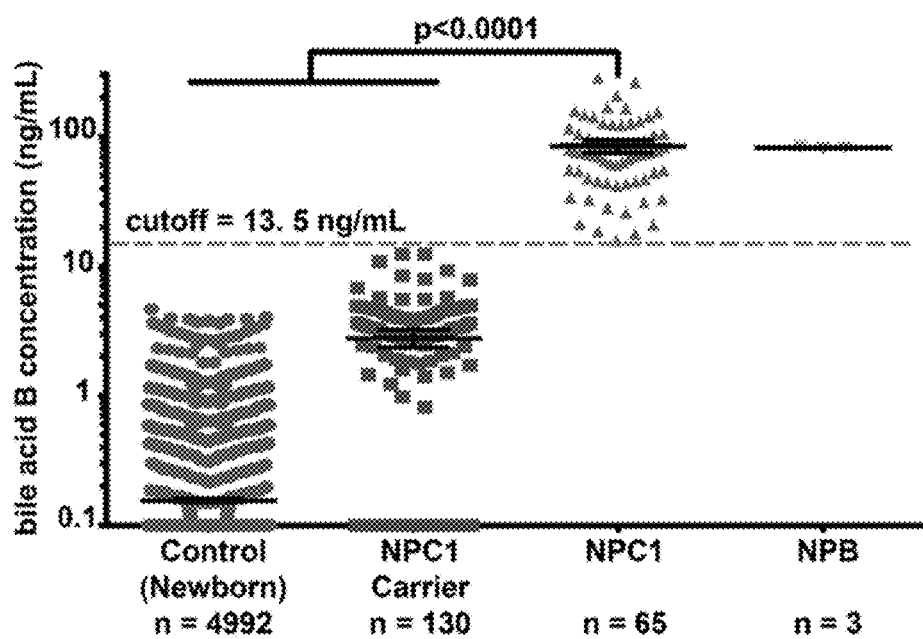 p<0.0001
bile acid B concentration (ng/mL)
100
cutoff = 13. 5 ng/mL
10
1
0.1
Control NPC1 NPC1 NPB
(Newborn) Carrier
n = 4992 n = 130 n = 65 n = 3